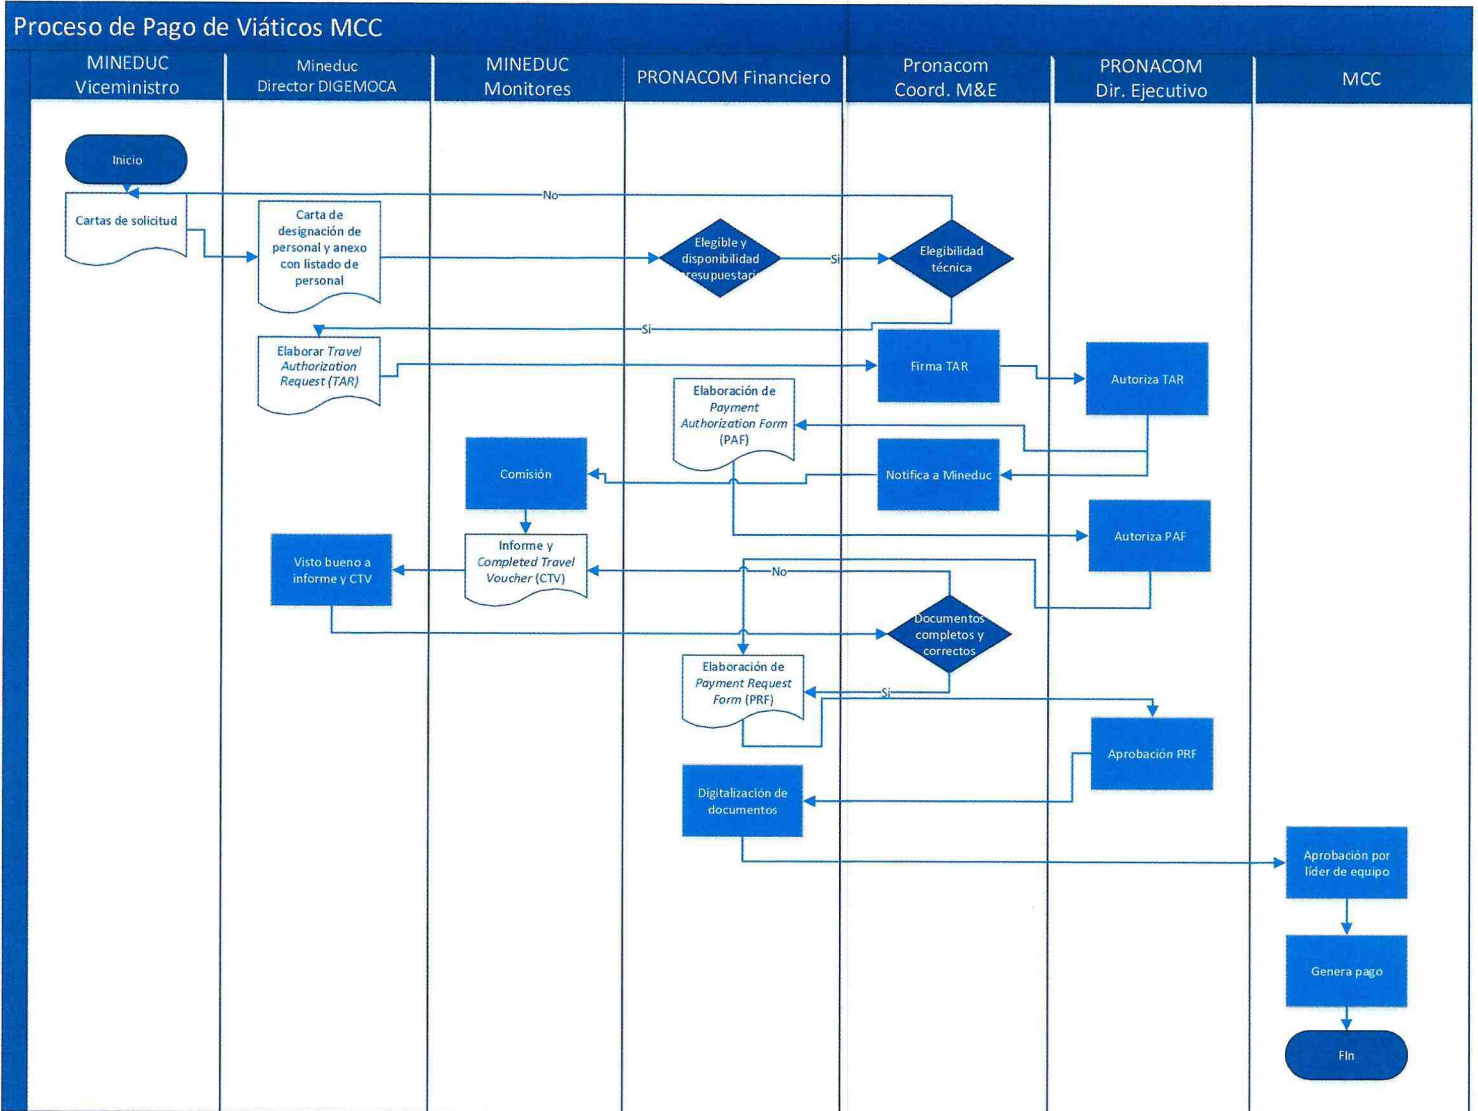 Proceso de Pago de Viáticos MCC
MINEDUC
Viceministro
Mineduc
Director DIGEMOCA
MINEDUC
Monitores
PRONACOM Financiero
Pronacom
Coord. M&E
PRONACOM
Dir. Ejecutivo
MCC
Inicio
No
Cartas de solicitud
Carta de
designación de
personal y anexo
con listado de
personal
Elegible y
disponibilidad
resupuestari
Si
Elegibilidad
técnica
Si
Elaborar Travel
Authorization
Request (TAR)
Firma TAR
Autoriza TAR
Elaboración de
Payment
Authorization Form
(PAF)
Comisión
Notifica a Mineduc
Autoriza PAF
Informe y
Completed Travel
Voucher (CTV)
Visto bueno a
informe y CTV
No
Documentos
completos y
correctos
Elaboración de
Payment Request
Form (PRF)
Si
Aprobación PRF
Digitalización de
documentos
Aprobación por
líder de equipo
Genera pago
FIn